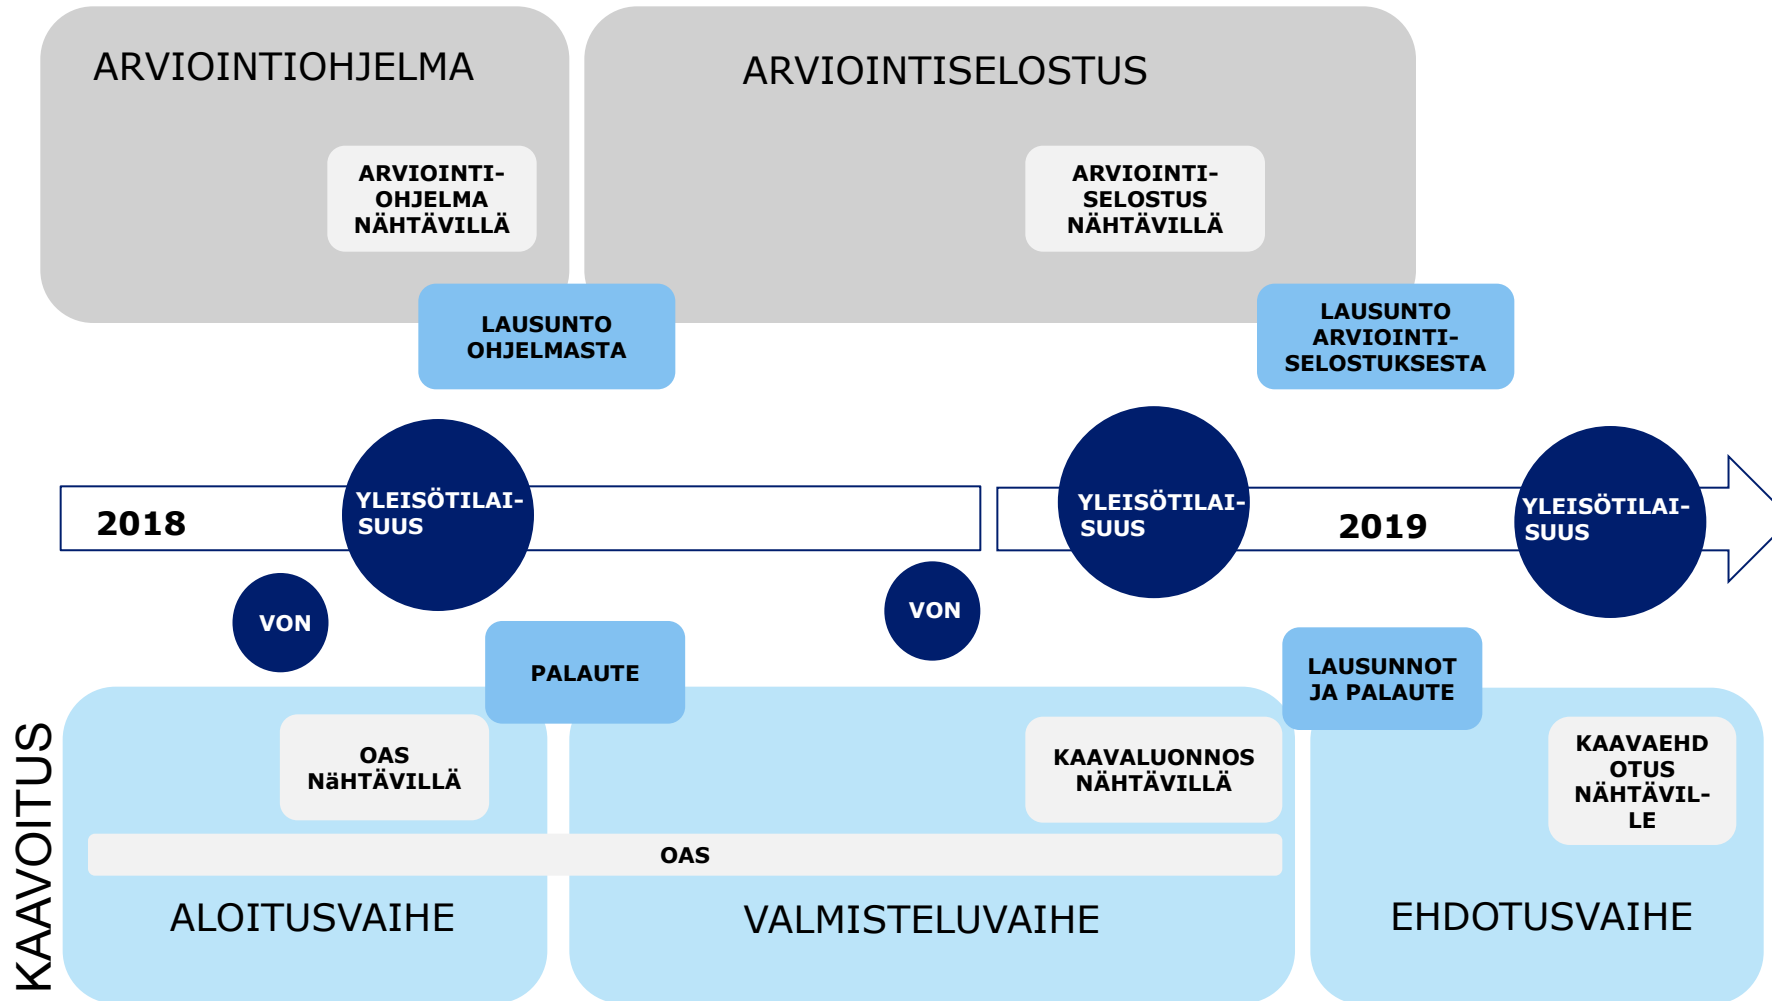 ARVIOINTIOHJELMA
ARVIOINTISELOSTUS
ARVIOINTI-
OHJELMA
NÄHTÄVILLÄ
ARVIOINTI-
SELOSTUS
NÄHTÄVILLÄ
LAUSUNTO
OHJELMASTA
LAUSUNTO
ARVIOINTI-
SELOSTUKSESTA
2018
YLEISÖTILAI-
SUUS
YLEISÖTILAI-
SUUS
2019
YLEISÖTILAI-
SUUS
VON
VON
PALAUTE
LAUSUNNOT
JA PALAUTE
KAAVOITUS
OAS
NäHTÄVILLÄ
KAAVALUONNOS
NÄHTÄVILLÄ
KAAVAEHD
OTUS
NÄHTÄVIL-
LE
OAS
ALOITUSVAIHE
VALMISTELUVAIHE
EHDOTUSVAIHE